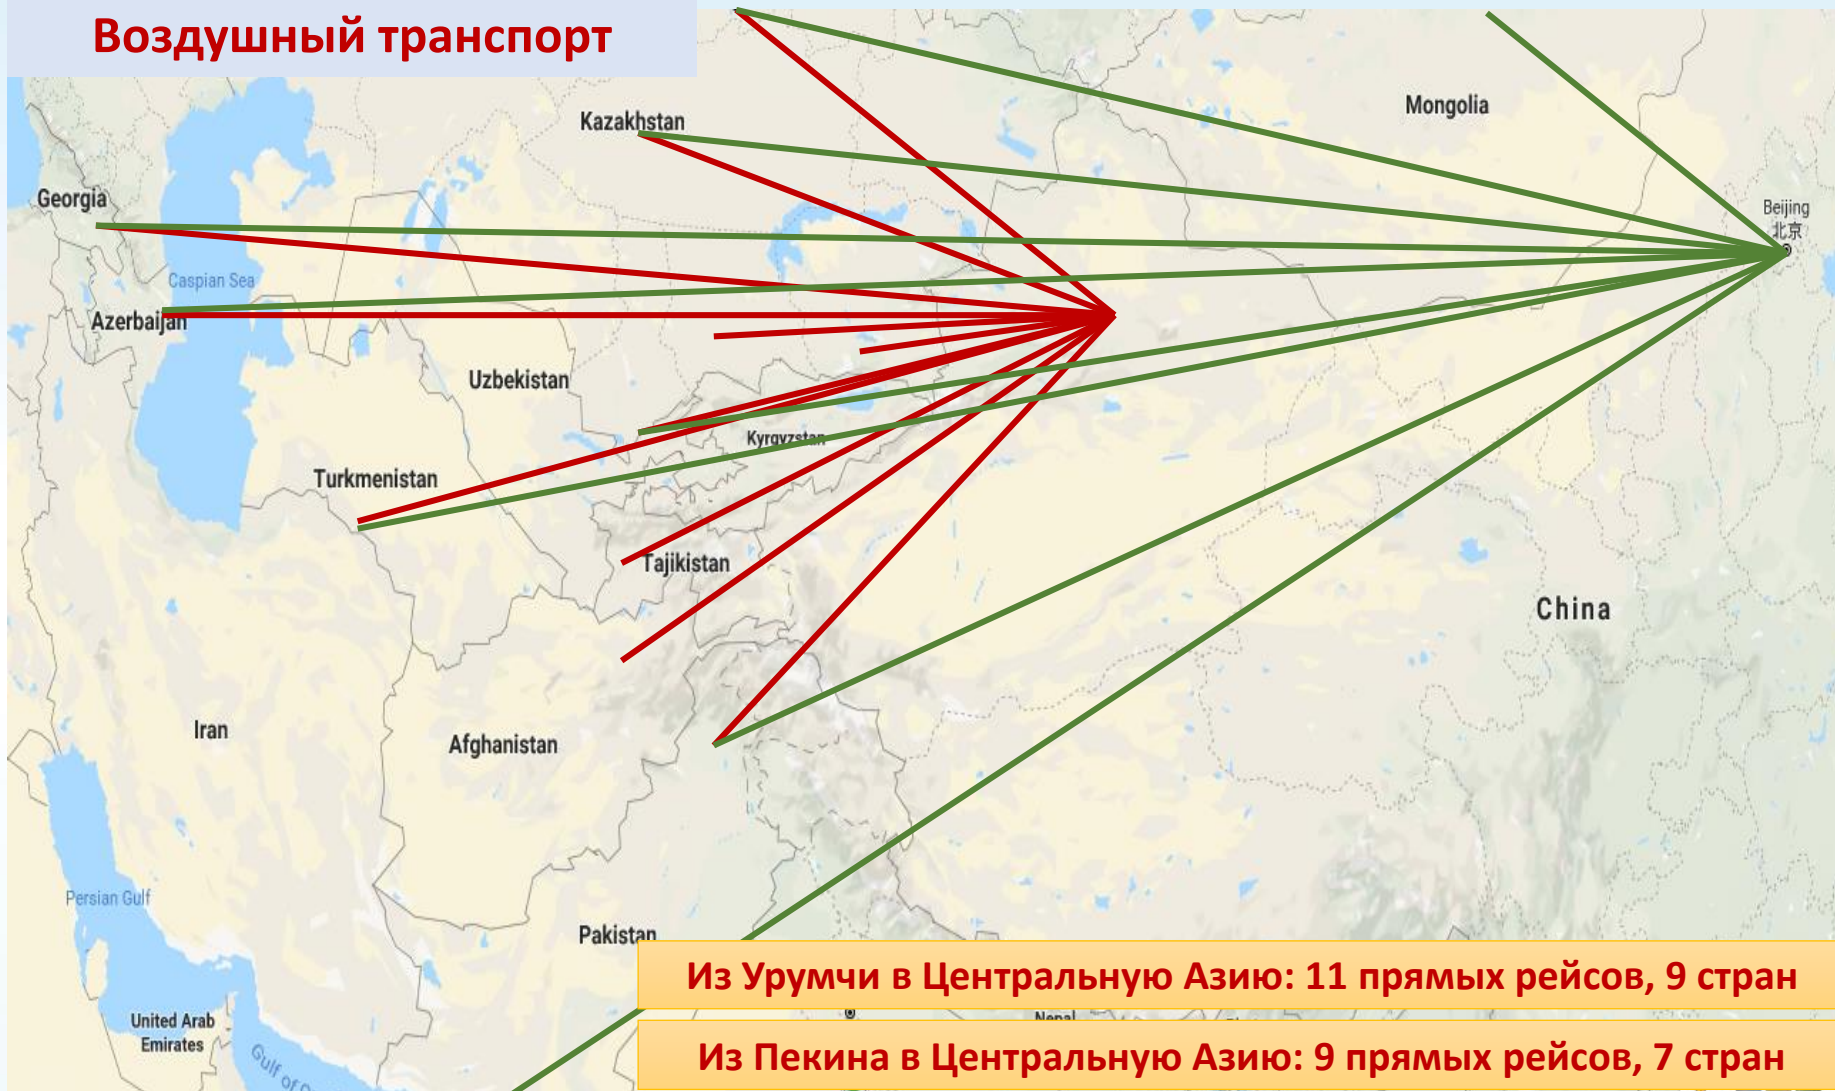 Воздушный транспорт
Mongolia
Kazakhstan
Georgia
Beijing
北京
Caspian Sea
Azerbaijan
Uzbekistan
Kyrgyzstan
Turkmenistan
Tajikistan
China
Iran
Afghanistan
Persian Gulf
Pakistan
Из Урумчи в Центральную Азию: 11 прямых рейсов, 9 стран
United Arab
Emirates
Nepal
Gulf of
Из Пекина в Центральную Азию: 9 прямых рейсов, 7 стран